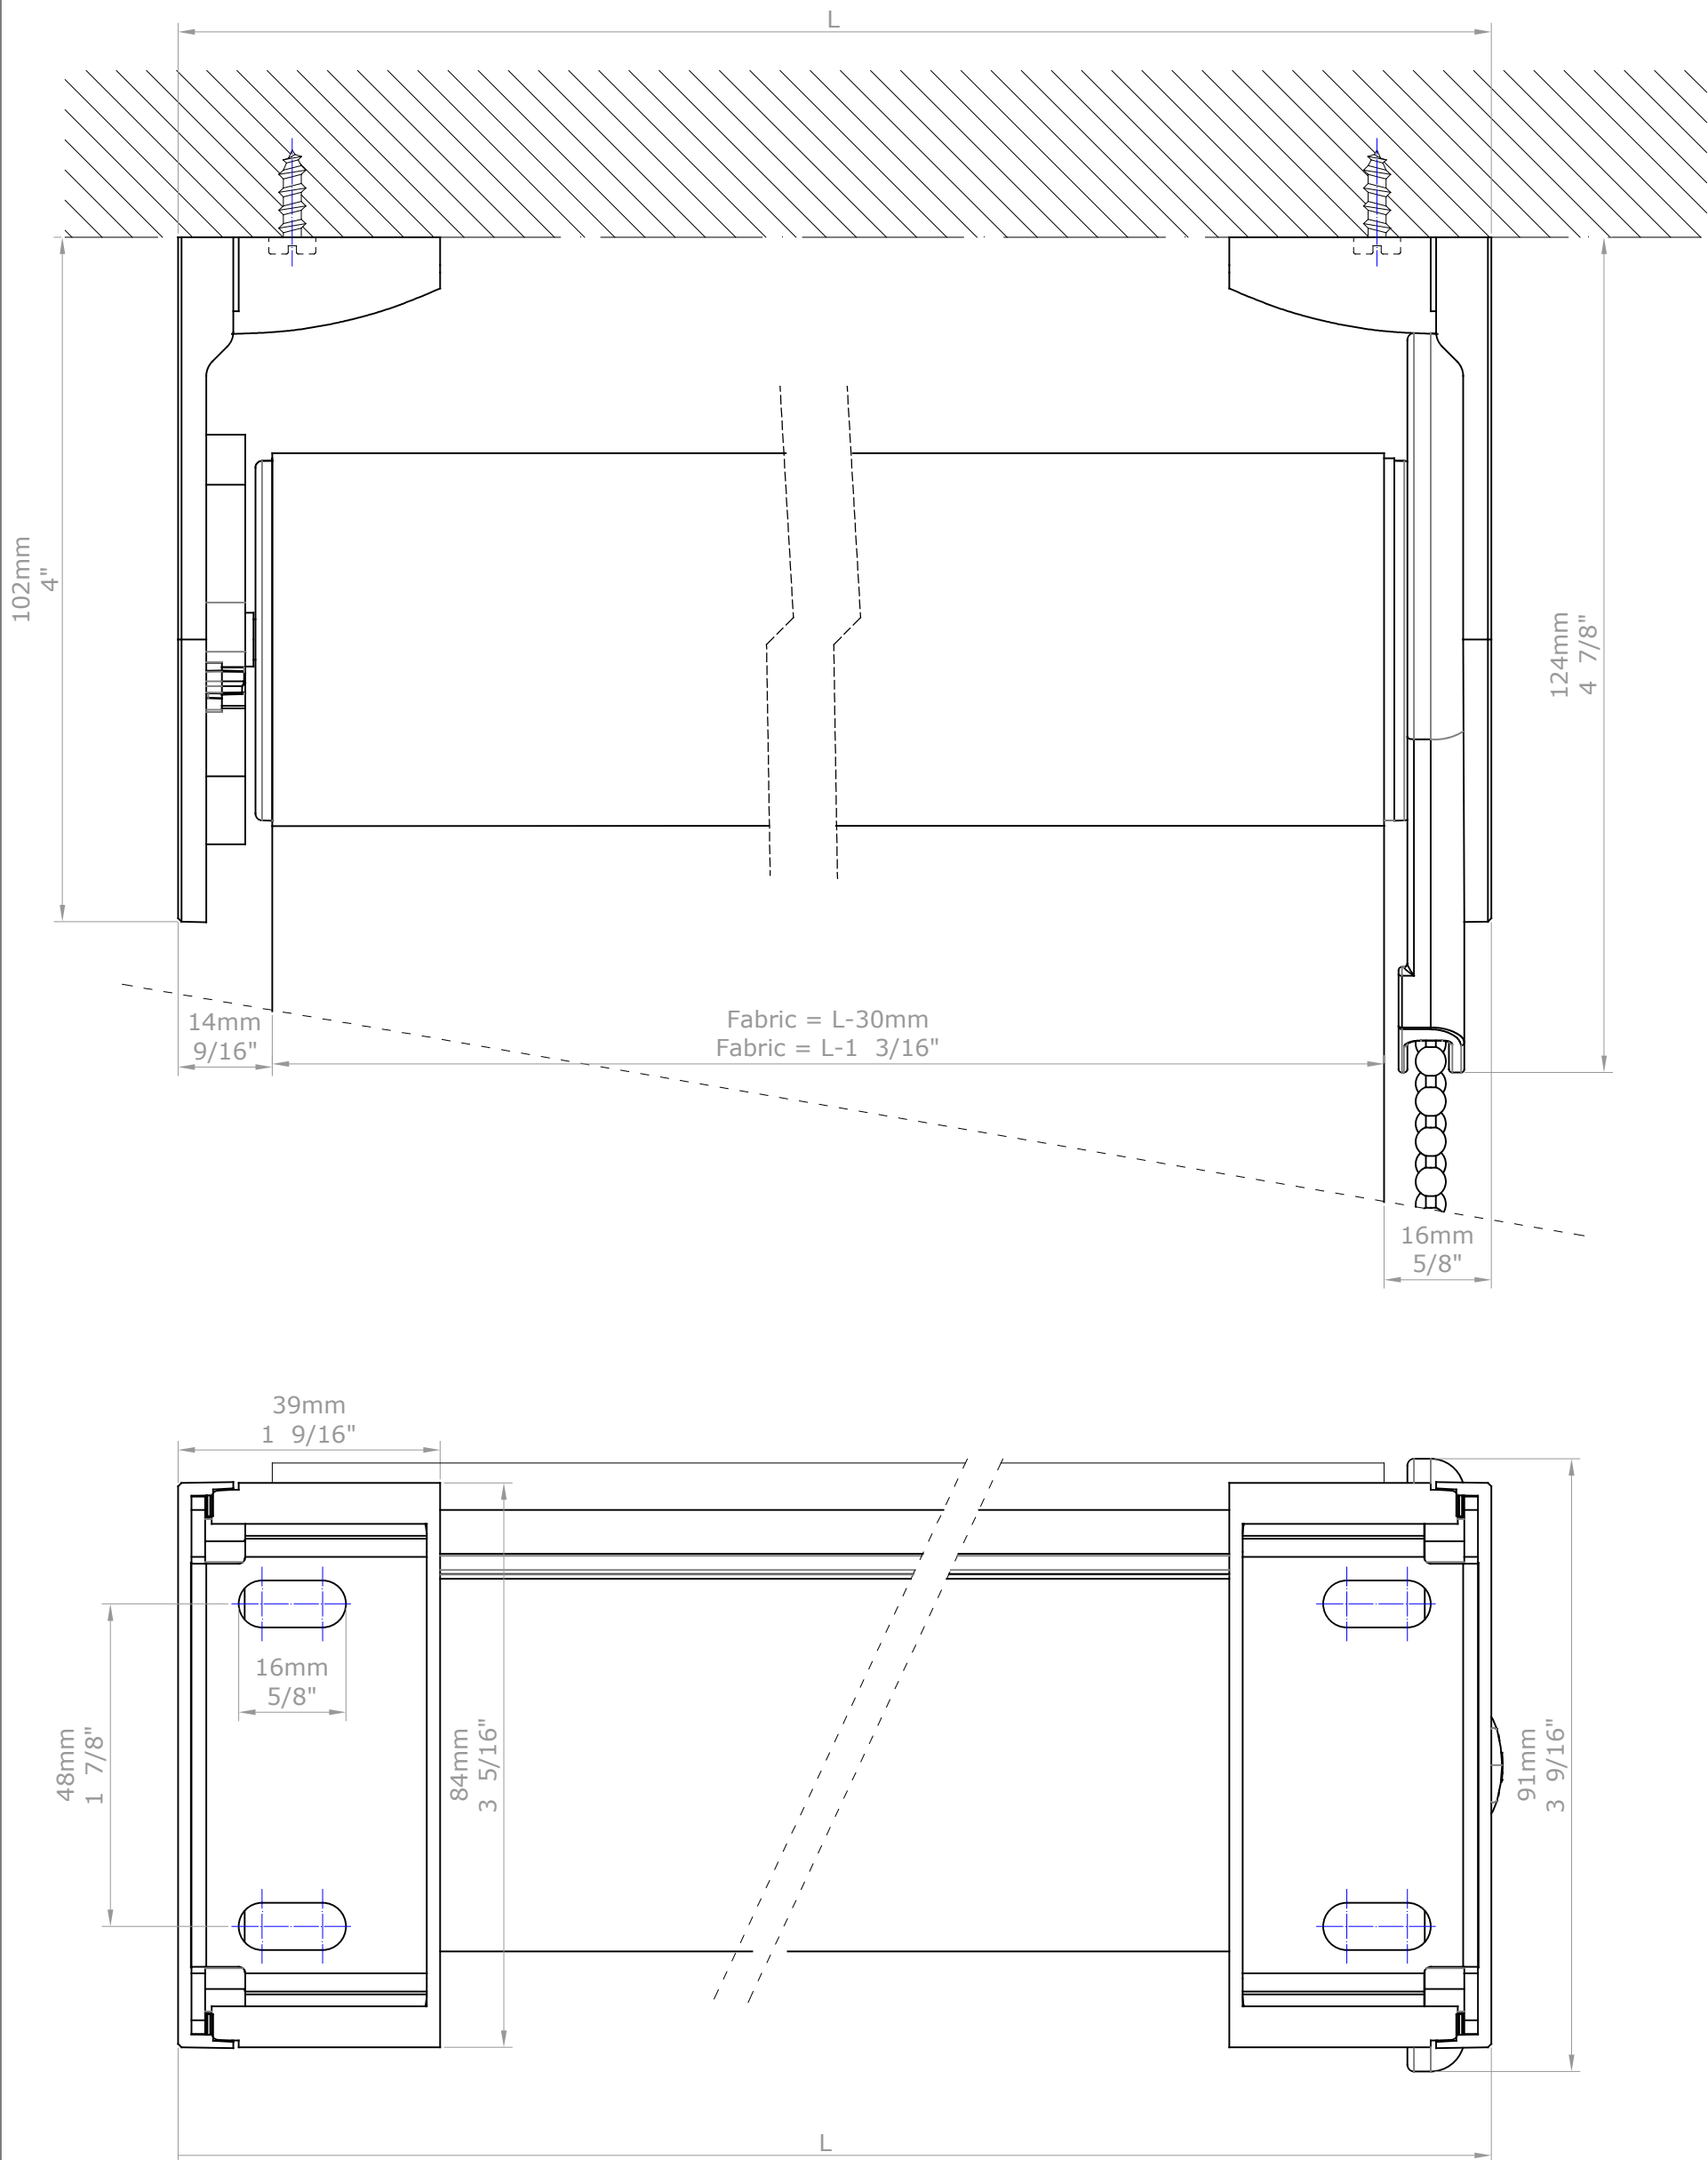 L
102mm
4"
124mm
4 7/8"
14mm
9/16"
Fabric = L-30mm
Fabric = L-1 3/16"
16mm
5/8"
39mm
1 9/16"
16mm
5/8"
48mm
1 7/8"
84mm
3 5/16"
91mm
3 9/16"
L